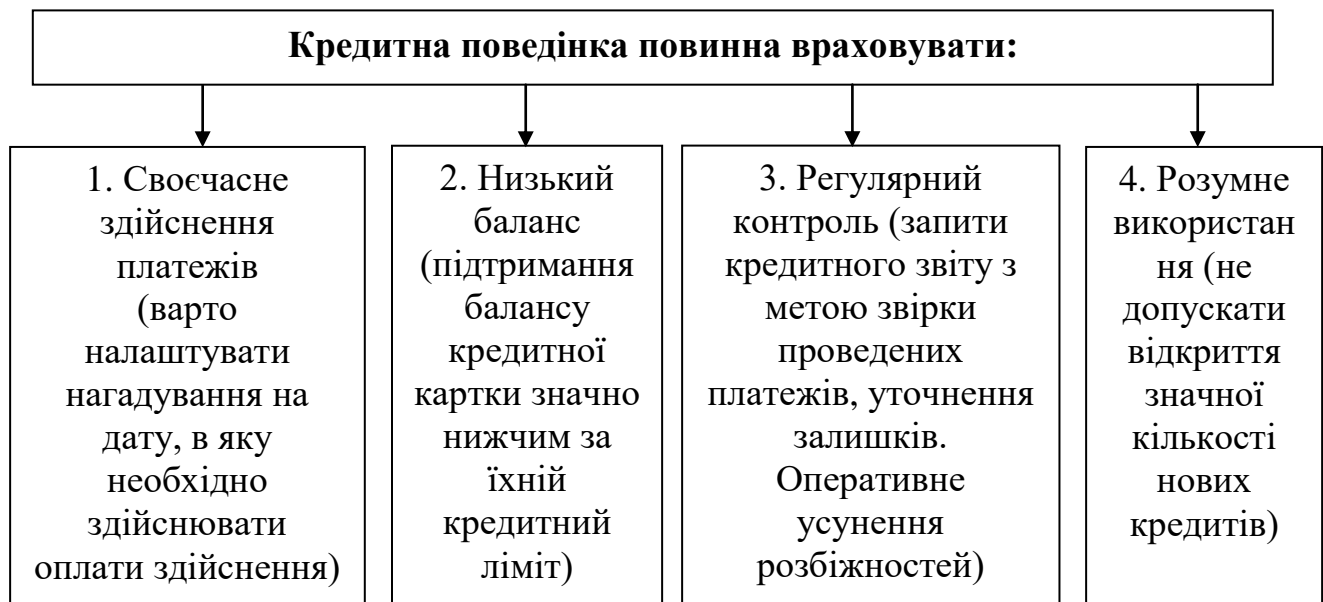 Кредитна поведінка повинна враховувати:
1. Своєчасне
здійснення
платежів
(варто
налаштувати
нагадування на
дату, в яку
необхідно
здійснювати
оплати здійснення)
2. Низький
баланс
(підтримання
балансу
кредитної
картки значно
нижчим за
їхній
кредитний
ліміт)
3. Регулярний
контроль (запити
кредитного звіту з
метою звірки
проведених
платежів, уточнення
залишків.
Оперативне
усунення
розбіжностей)
4. Розумне
використан
ня (не
допускати
відкриття
значної
кількості
нових
кредитів)